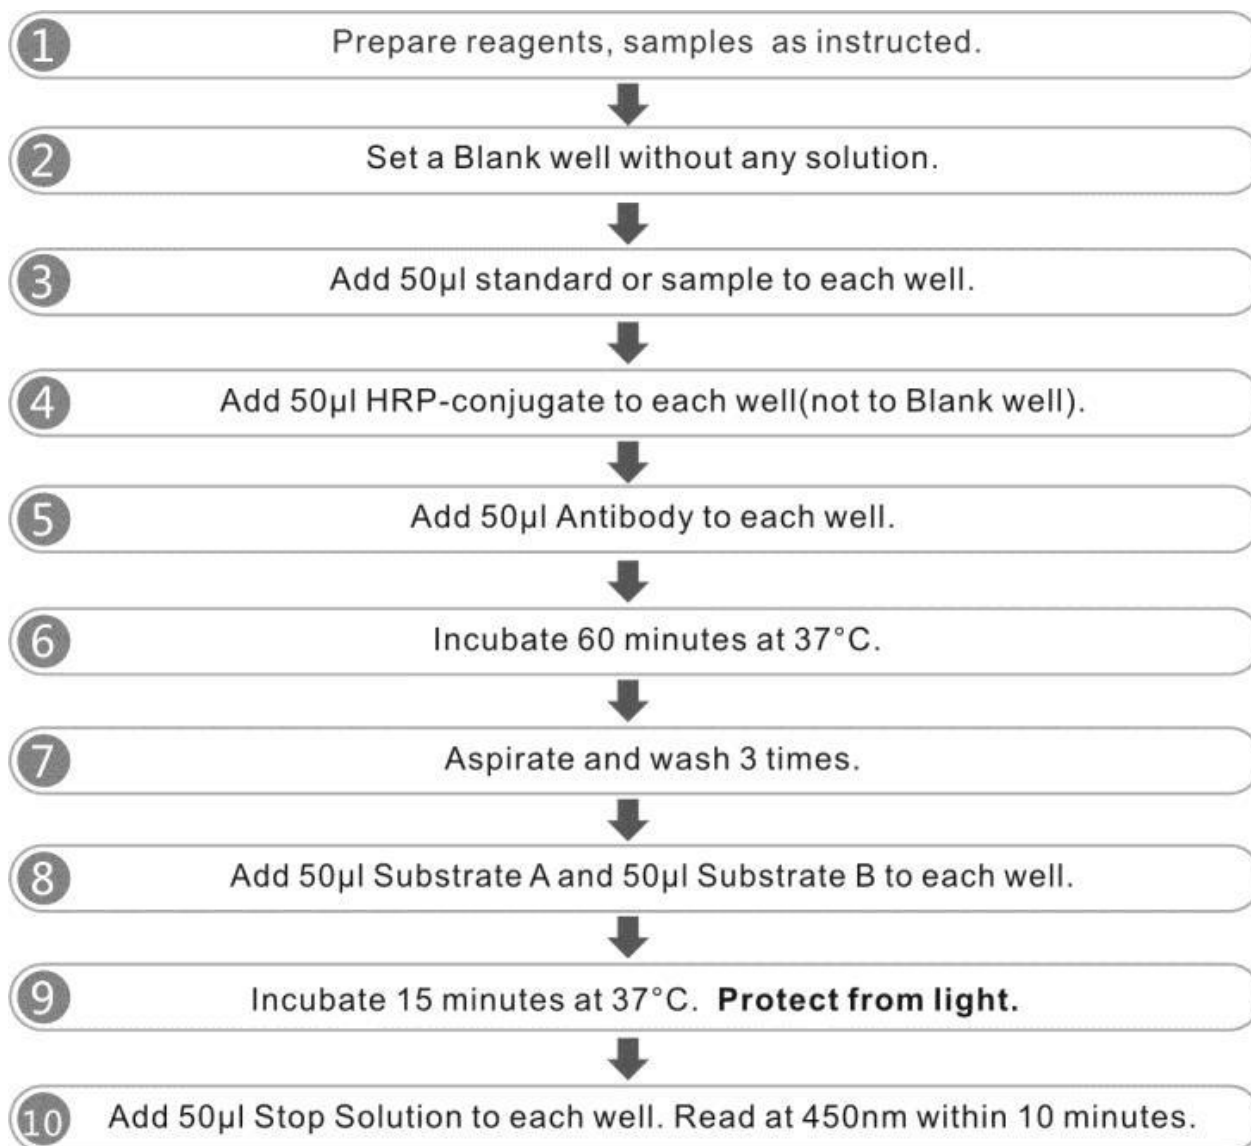 1 Prepare reagents, samples as instructed.
2 Set a Blank well without any solution.
3 Add 50µl standard or sample to each well.
4 Add 50µl HRP-conjugate to each well(not to Blank well).
5 Add 50µl Antibody to each well.
6 Incubate 60 minutes at 37°C.
7 Aspirate and wash 3 times.
8 Add 50µl Substrate A and 50µl Substrate B to each well.
9 Incubate 15 minutes at 37°C. Protect from light.
10 Add 50µl Stop Solution to each well. Read at 450nm within 10 minutes.